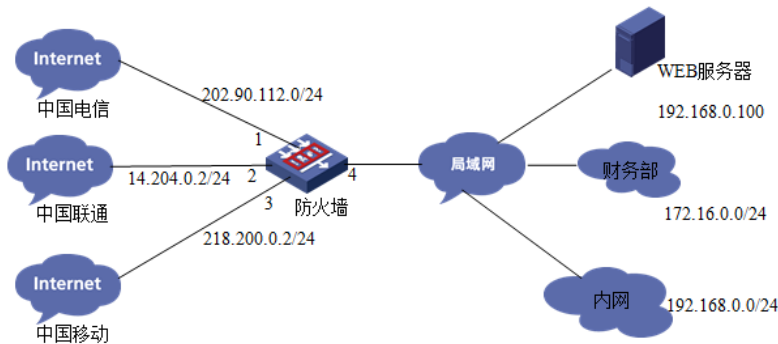 Internet
中国电信
202.90.112.0/24
1
Internet
中国联通
14.204.0.2/24
2
3
4
防火墙
218.200.0.2/24
Internet
中国移动
局域网
WEB服务器
192.168.0.100
财务部
172.16.0.0/24
内网
192.168.0.0/24